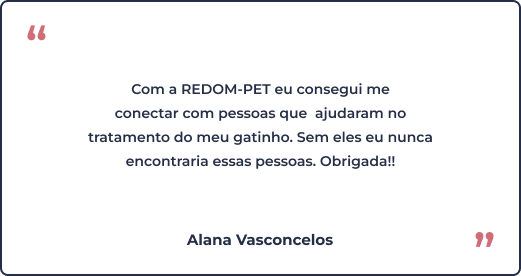 “
Com a REDOM-PET eu consegui me
conectar com pessoas que  ajudaram no
tratamento do meu gatinho. Sem eles eu nunca
encontraria essas pessoas. Obrigada!!
Alana Vasconcelos
”